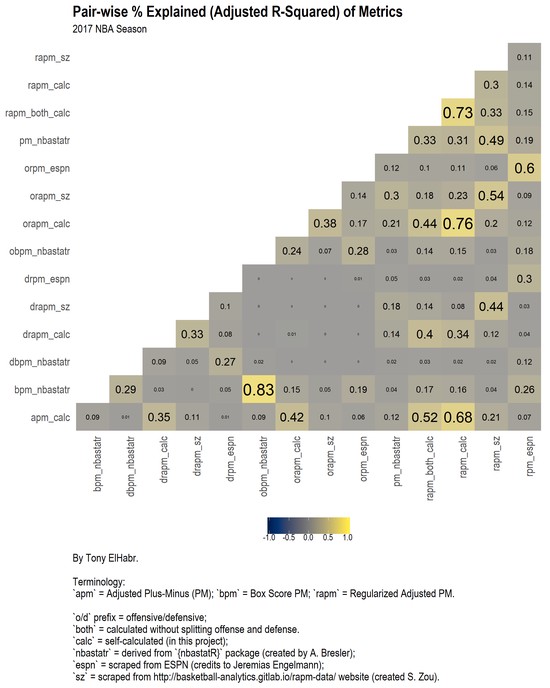 Pair-wise % Explained (Adjusted R-Squared) of Metrics
2017 NBA Season
rapm_sz 0.11
rapm_calc 0.3 0.14
rapm_both_calc 0.73 0.33 0.15
pm_nbastatr 0.33 0.31 0.49 0.19
orpm_espn 0.12 0.1 0.11 0.06 0.6
orapm_sz 0.14 0.3 0.18 0.23 0.54 0.09
orapm_calc 0.38 0.17 0.21 0.44 0.76 0.2 0.12
obpm_nbastatr 0.24 0.07 0.28 0.03 0.14 0.15 0.03 0.18
drpm_espn 0.01 0.05 0.03 0.02 0.04 0.3
drapm_sz 0.1 0.18 0.14 0.08 0.44 0.03
drapm_calc 0.33 0.08 0.01 0.14 0.4 0.34 0.12 0.04
dbpm_nbastatr 0.09 0.05 0.27 0.02 0.02 0.03 0.02 0.02 0.12
bpm_nbastatr 0.29 0.03 0.05 0.83 0.15 0.05 0.19 0.04 0.17 0.16 0.04 0.26
apm_calc 0.09 0.01 0.35 0.11 0.01 0.09 0.42 0.1 0.06 0.12 0.52 0.68 0.21 0.07
bpm_nbastatr
dbpm_nbastatr
drapm_calc
drapm_sz
drpm_espn
obpm_nbastatr
orapm_calc
orapm_sz
orpm_espn
pm_nbastatr
rapm_both_calc
rapm_calc
rapm_sz
rpm_espn
-1.0 -0.5 0.0 0.5 1.0
By Tony ElHabr.
Terminology:
`apm` = Adjusted Plus-Minus (PM); `bpm` = Box Score PM; `rapm` = Regularized Adjusted PM.
`o/d` prefix = offensive/defensive;
`both` = calculated without splitting offense and defense.
`calc` = self-calculated (in this project);
`nbastatr` = derived from `{nbastatR}` package (created by A. Bresler);
`espn` = scraped from ESPN (credits to Jeremias Engelmann);
`sz` = scraped from http://basketball-analytics.gitlab.io/rapm-data/ website (created S. Zou).